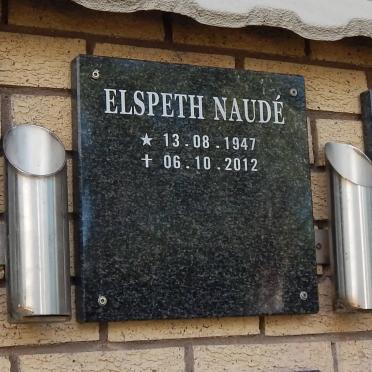 ELSPETH NAUDÉ
★ 13.08.1947
✝ 06.10.2012